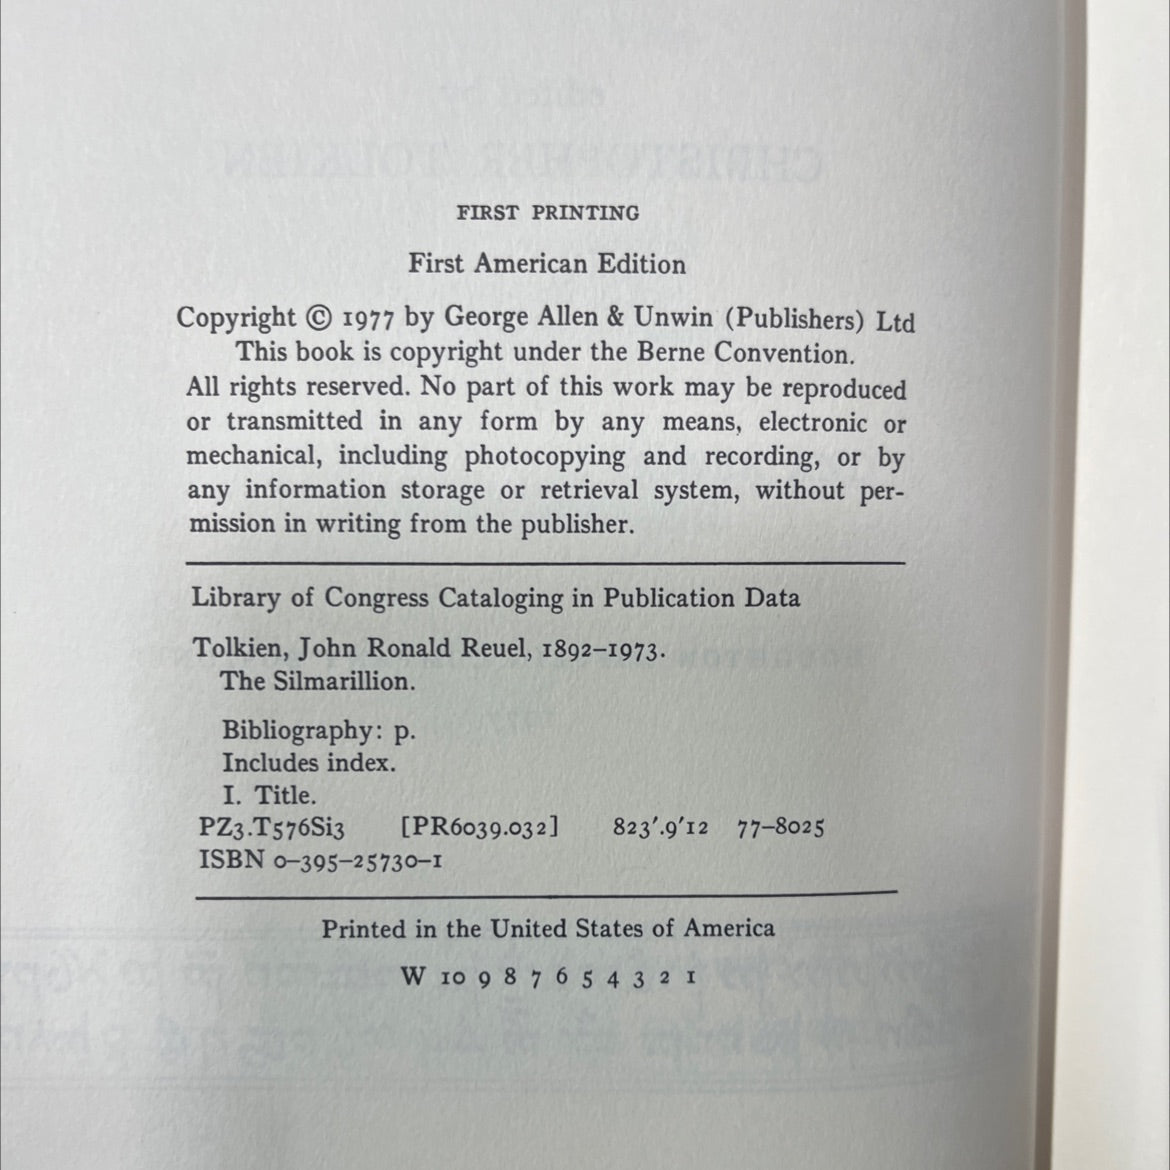 FIRST PRINTING
First American Edition
Copyright © 1977 by George Allen & Unwin (Publishers) Ltd
This book is copyright under the Berne Convention.
All rights reserved. No part of this work may be reproduced
or transmitted in any form by any means, electronic or
mechanical, including photocopying and recording, or by
any information storage or retrieval system, without per-
mission in writing from the publisher.
Library of Congress Cataloging in Publication Data
Tolkien, John Ronald Reuel, 1892–1973.
The Silmarillion.
Bibliography: p.
Includes index.
I. Title.
PZ3.T576Si3 [PR6039.032] 823′.9′12 77–8025
ISBN 0–395–25730–1
Printed in the United States of America
W 10 9 8 7 6 5 4 3 2 1